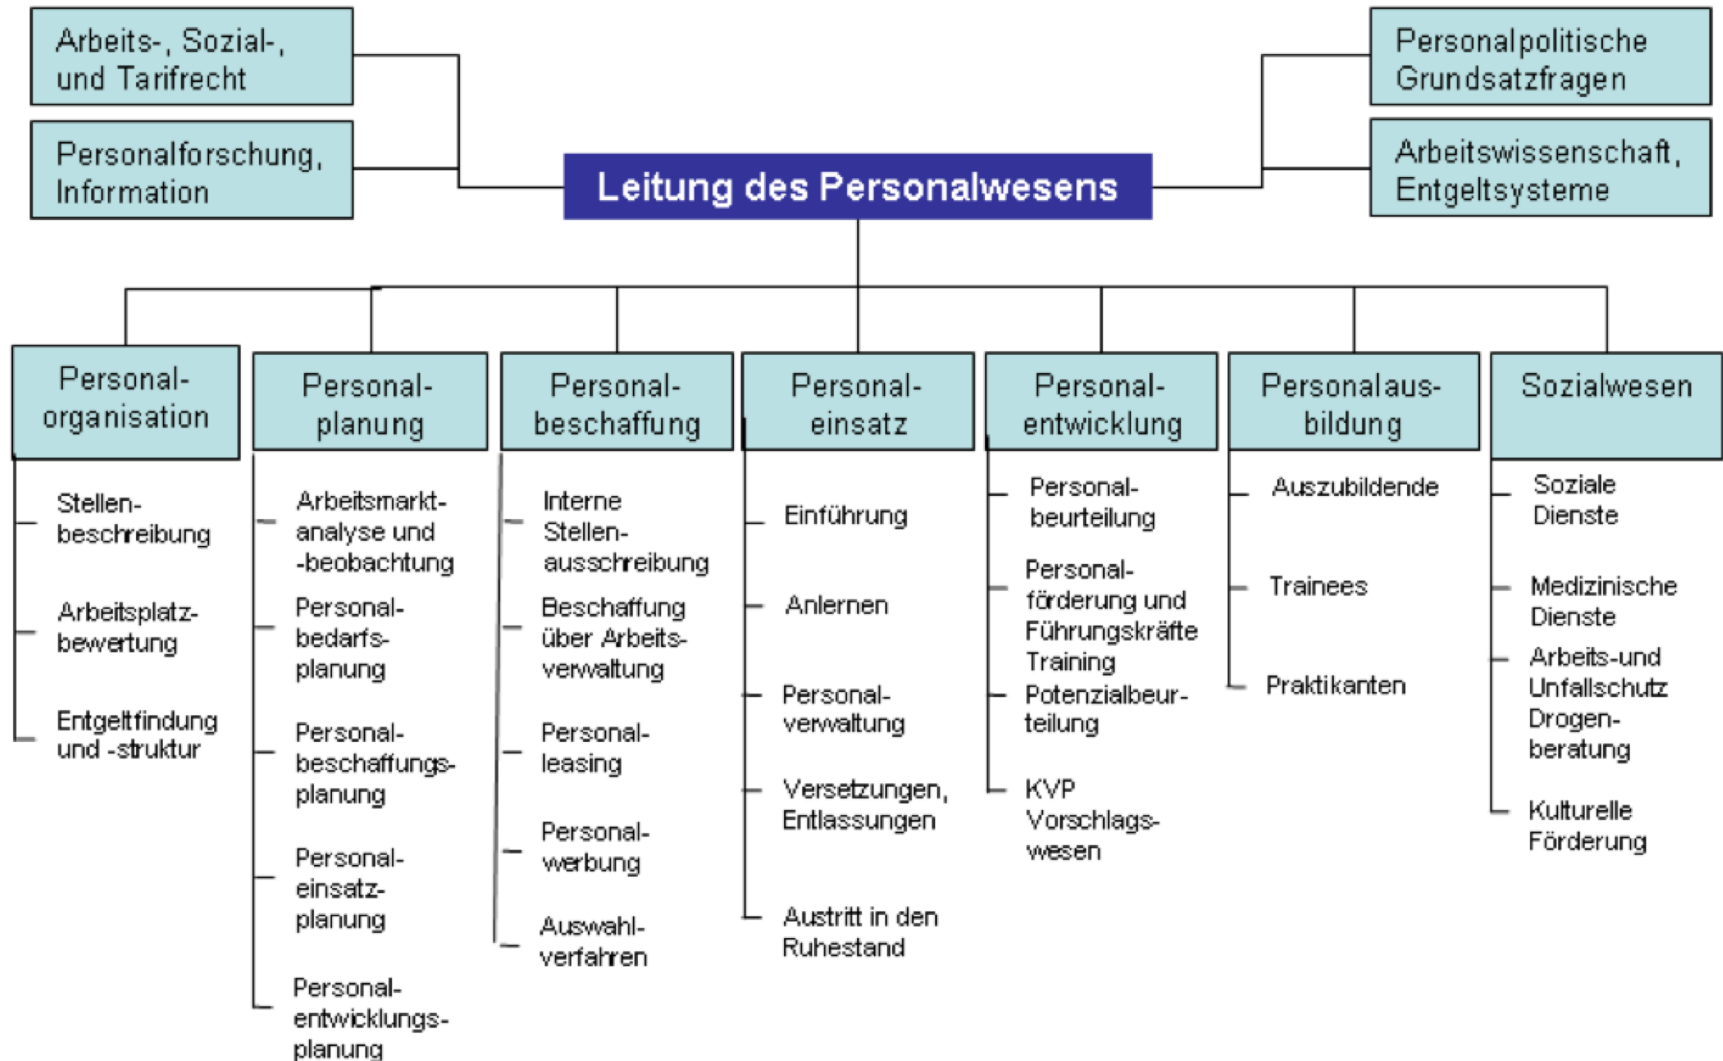 Arbeits-, Sozial-,
und Tarifrecht
Personalforschung,
Information
Leitung des Personalwesens
Personalpolitische
Grundsatzfragen
Arbeitswissenschaft,
Entgeltsysteme
Personal-
organisation
Stellen-
beschreibung
Arbeitsplatz-
bewertung
Entgeltfindung
und -struktur
Personal-
planung
Arbeitsmarkt-
analyse und
-beobachtung
Personal-
bedarfs-
planung
Personal-
beschaffungs-
planung
Personal-
einsatz-
planung
Personal-
entwicklungs-
planung
Personal-
beschaffung
Interne
Stellen-
ausschreibung
Beschaffung
über Arbeits-
verwaltung
Personal-
leasing
Personal-
werbung
Auswahl-
verfahren
Personal-
einsatz
Einführung
Anlernen
Personal-
verwaltung
Versetzungen,
Entlassungen
Austritt in den
Ruhestand
Personal-
entwicklung
Personal-
beurteilung
Personal-
förderung und
Führungskräfte
Training
Potenzialbeur-
teilung
KVP
Vorschlags-
wesen
Personalaus-
bildung
Auszubildende
Trainees
Praktikanten
Sozialwesen
Soziale
Dienste
Medizinische
Dienste
Arbeits-und
Unfallschutz
Drogen-
beratung
Kulturelle
Förderung